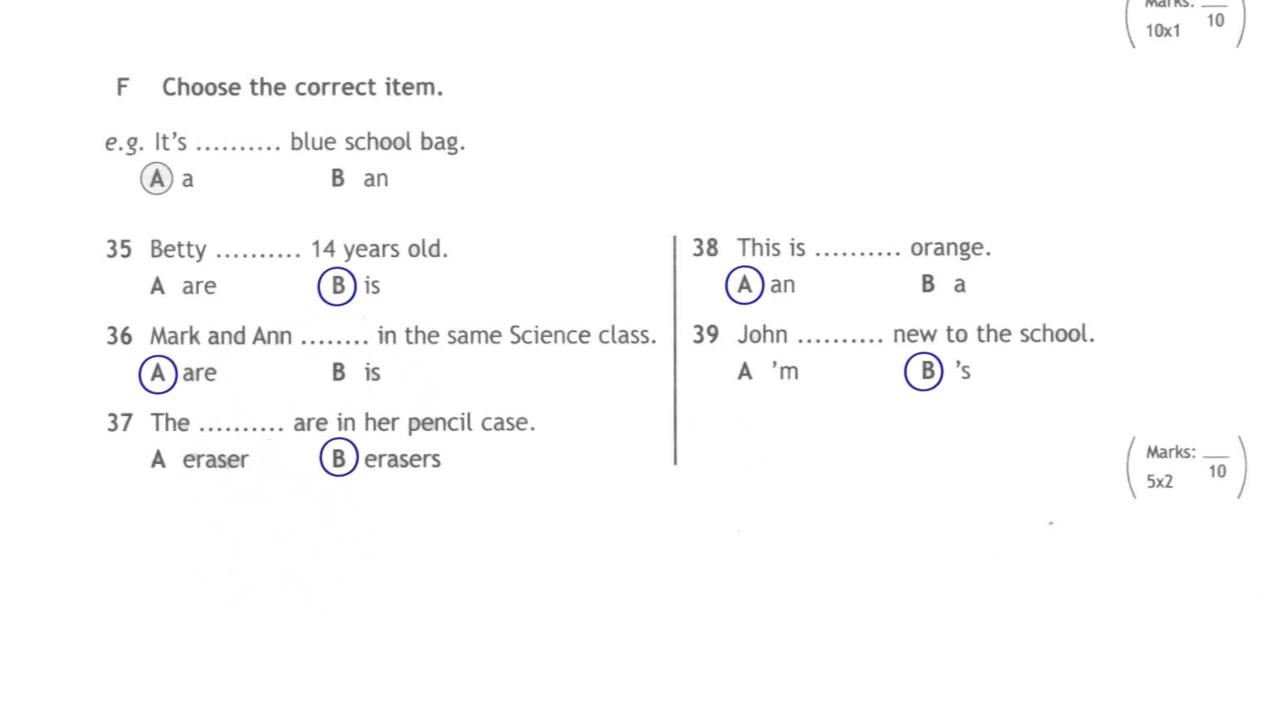 Marks: __
10x1 10
F Choose the correct item.
e.g. It's .......... blue school bag.
A a B an
35 Betty .......... 14 years old.
A are B is
36 Mark and Ann ........ in the same Science class.
A are B is
37 The .......... are in her pencil case.
A eraser B erasers
38 This is .......... orange.
A an B a
39 John .......... new to the school.
A 'm B 's
Marks: __
5x2 10